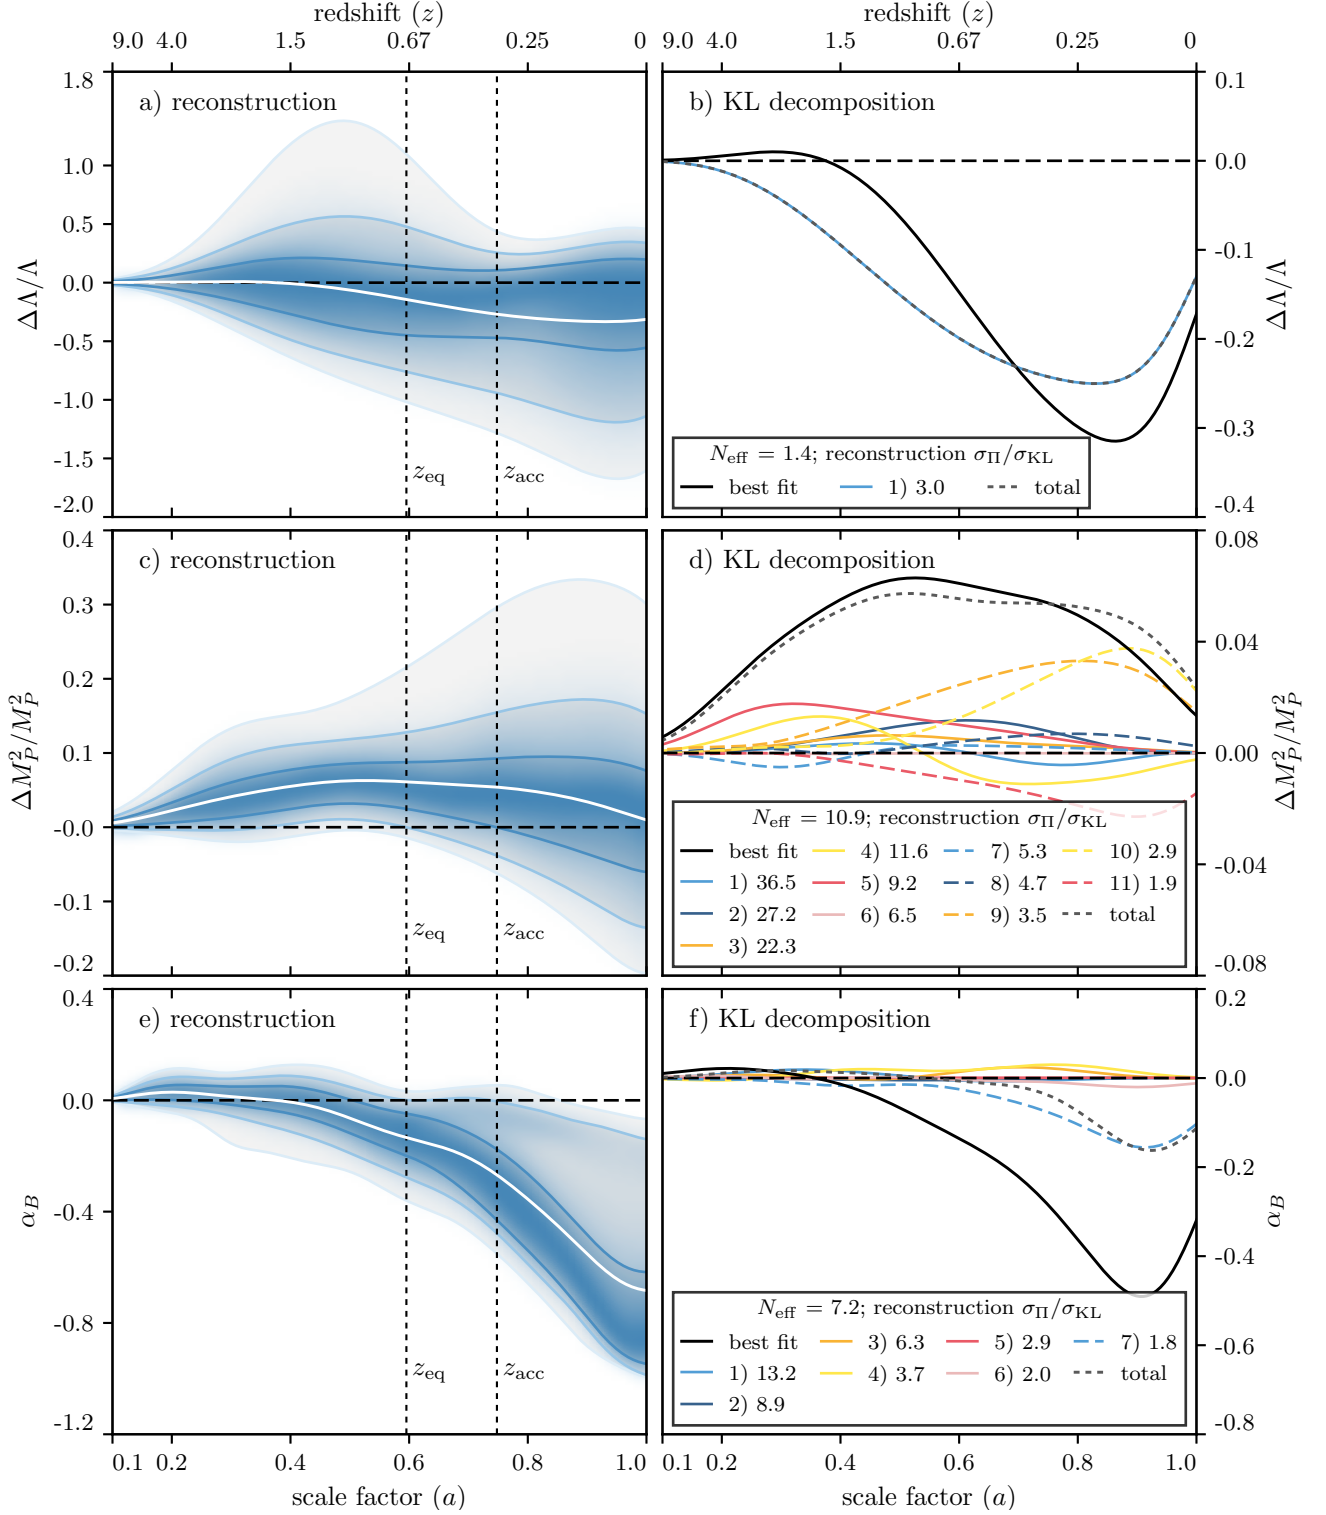 redshift (z) redshift (z)
9.0 4.0 1.5 0.67 0.25 0 9.0 4.0 1.5 0.67 0.25 0
a) reconstruction
1.8
1.0
0.5
0.0
-0.5
-1.0
-1.5
-2.0
ΔΛ/Λ
z_eq z_acc
b) KL decomposition
0.1
0.0
-0.1
-0.2
-0.3
-0.4
ΔΛ/Λ
N_eff = 1.4; reconstruction σ_Π/σ_KL
best fit 1) 3.0 total
c) reconstruction
0.4
0.3
0.2
0.1
-0.0
-0.1
-0.2
ΔM_P^2/M_P^2
z_eq z_acc
d) KL decomposition
0.08
0.04
0.00
-0.04
-0.08
ΔM_P^2/M_P^2
N_eff = 10.9; reconstruction σ_Π/σ_KL
best fit 4) 11.6 7) 5.3 10) 2.9
1) 36.5 5) 9.2 8) 4.7 11) 1.9
2) 27.2 6) 6.5 9) 3.5 total
3) 22.3
e) reconstruction
0.4
0.0
-0.4
-0.8
-1.2
α_B
z_eq z_acc
f) KL decomposition
0.2
0.0
-0.2
-0.4
-0.6
-0.8
α_B
N_eff = 7.2; reconstruction σ_Π/σ_KL
best fit 3) 6.3 5) 2.9 7) 1.8
1) 13.2 4) 3.7 6) 2.0 total
2) 8.9
0.1 0.2 0.4 0.6 0.8 1.0 0.1 0.2 0.4 0.6 0.8 1.0
scale factor (a) scale factor (a)